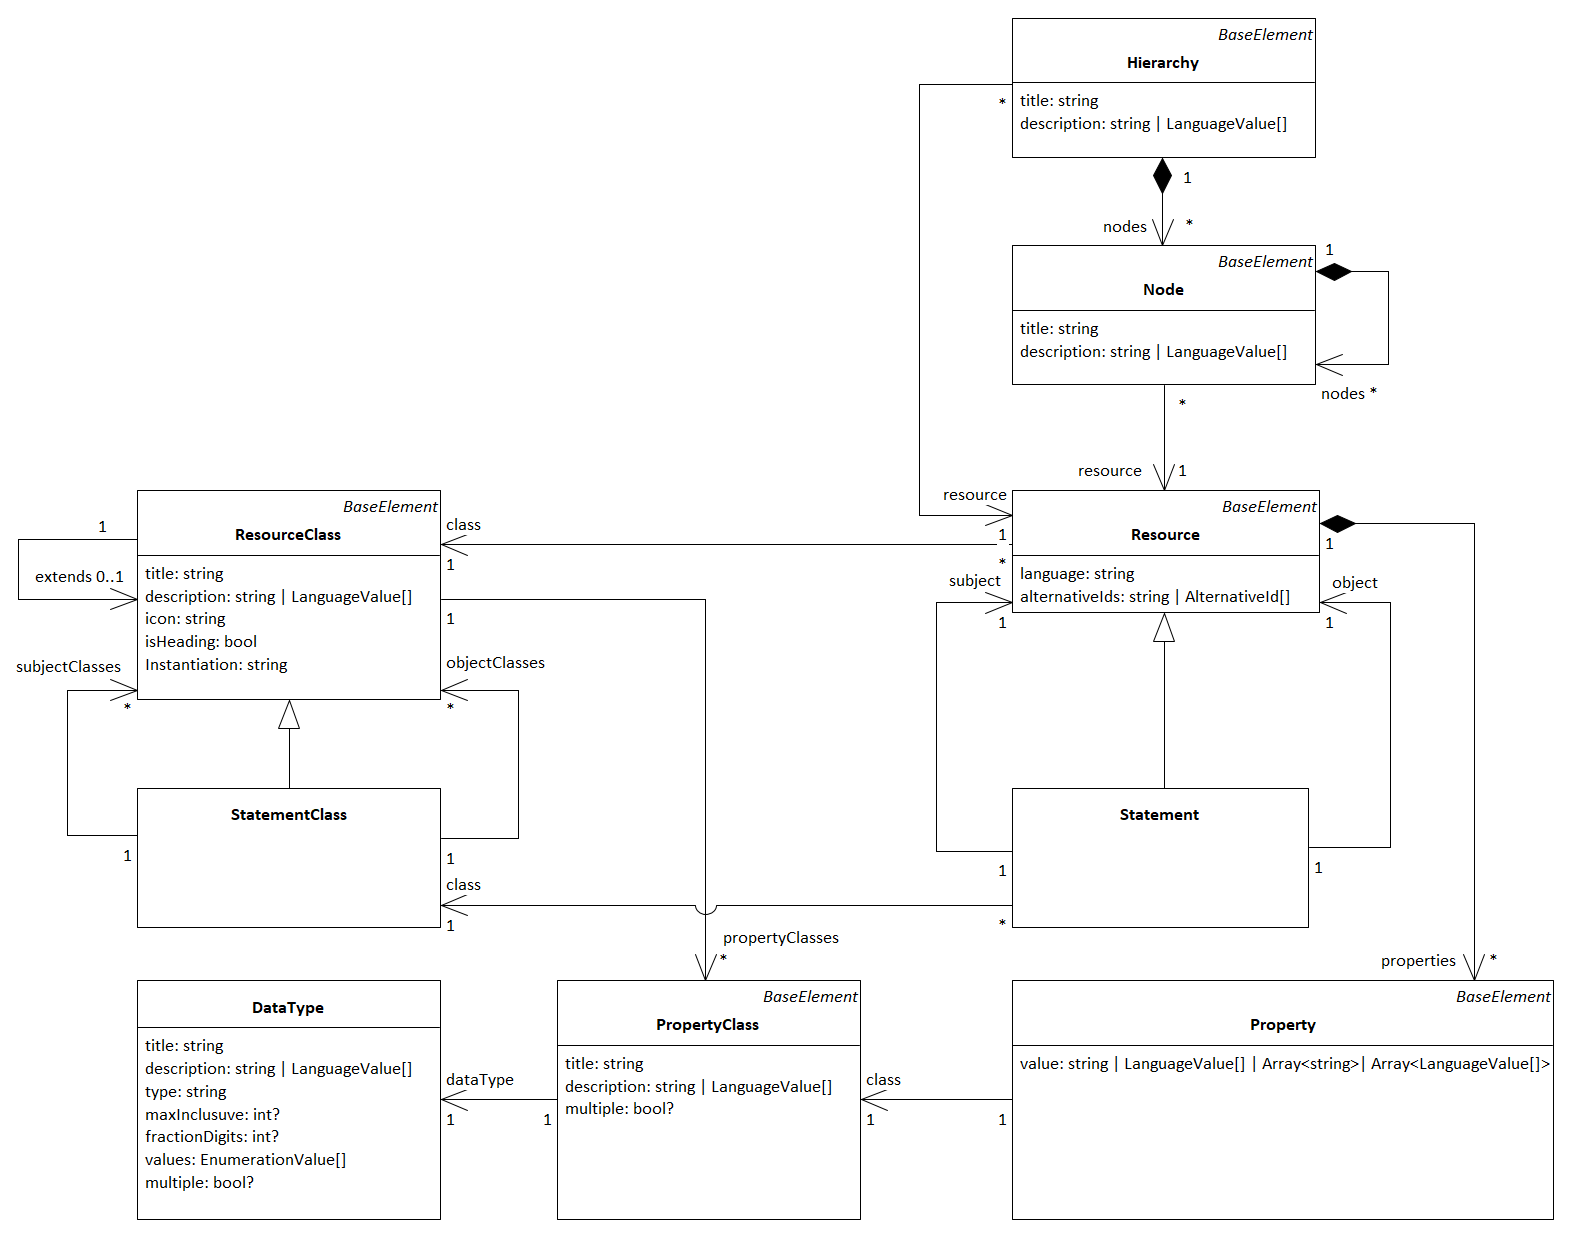 BaseElement
Hierarchy
*
title: string
description: string | LanguageValue[]
1
nodes
*
1
BaseElement
Node
title: string
description: string | LanguageValue[]
nodes *
*
resource
1
resource
BaseElement
Resource
1
1
*
language: string
alternativeIds: string | AlternativeId[]
subject
1
object
1
BaseElement
ResourceClass
1
class
1
extends 0..1
title: string
description: string | LanguageValue[]
icon: string
isHeading: bool
Instantiation: string
1
subjectClasses
*
objectClasses
*
StatementClass
1
1
class
1
Statement
1
1
*
propertyClasses
*
properties
*
DataType
title: string
description: string | LanguageValue[]
type: string
maxInclusuve: int?
fractionDigits: int?
values: EnumerationValue[]
multiple: bool?
dataType
1
1
BaseElement
PropertyClass
title: string
description: string | LanguageValue[]
multiple: bool?
class
1
1
BaseElement
Property
value: string | LanguageValue[] | Array<string>| Array<LanguageValue[]>